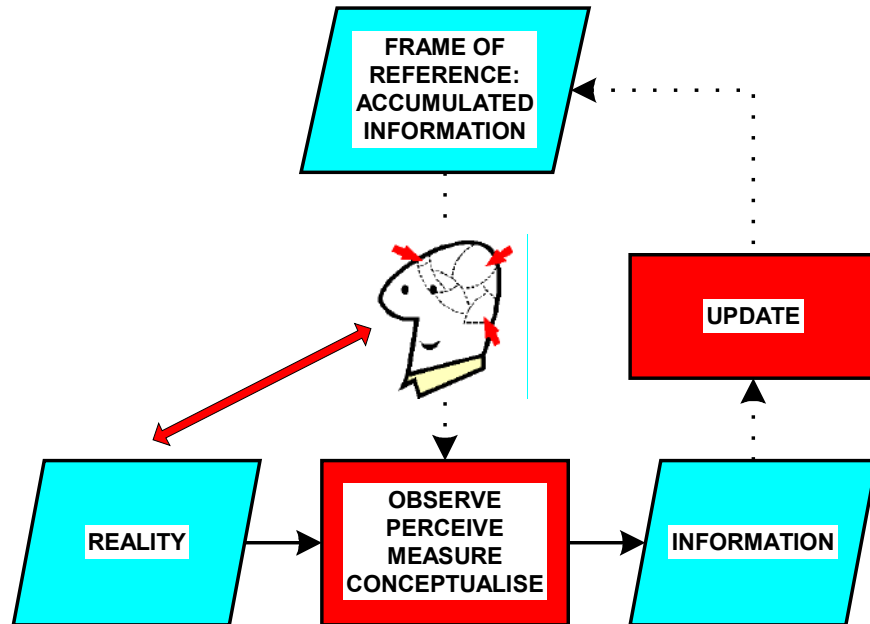 FRAME OF
REFERENCE:
ACCUMULATED
INFORMATION
UPDATE
REALITY
OBSERVE
PERCEIVE
MEASURE
CONCEPTUALISE
INFORMATION